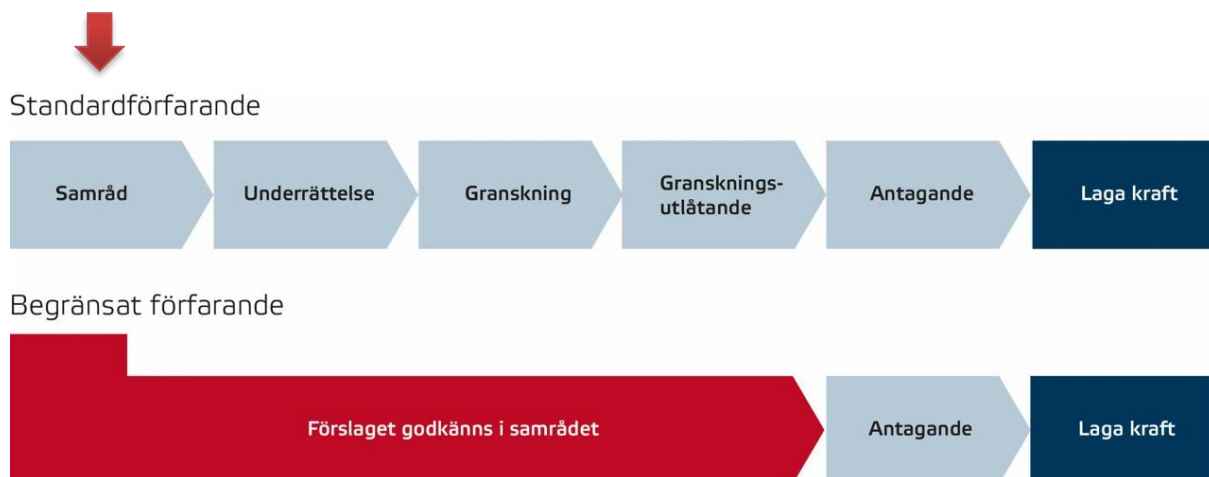 Standardförfarande
Samråd
Underrättelse
Granskning
Gransknings-
utlåtande
Antagande
Laga kraft
Begränsat förfarande
Förslaget godkänns i samrådet
Antagande
Laga kraft